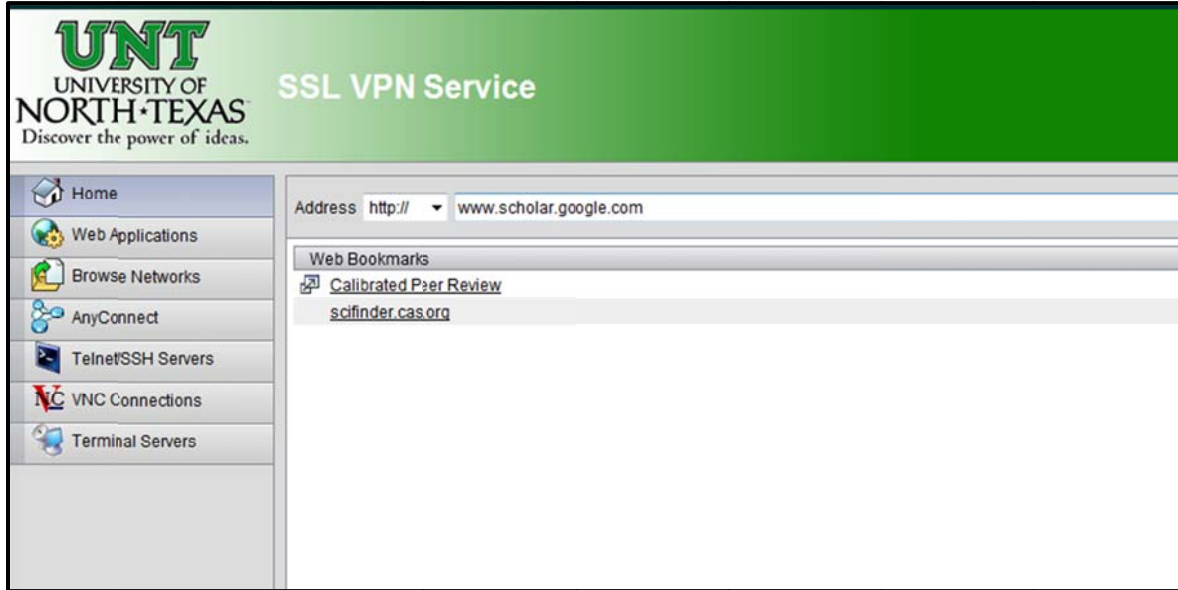 UNT
UNIVERSITY OF
NORTH★TEXAS
Discover the power of ideas.
SSL VPN Service
Home
Web Applications
Browse Networks
AnyConnect
Telnet/SSH Servers
VNC Connections
Terminal Servers
Address http:// www.scholar.google.com
Web Bookmarks
Calibrated Peer Review
scifinder.cas.org